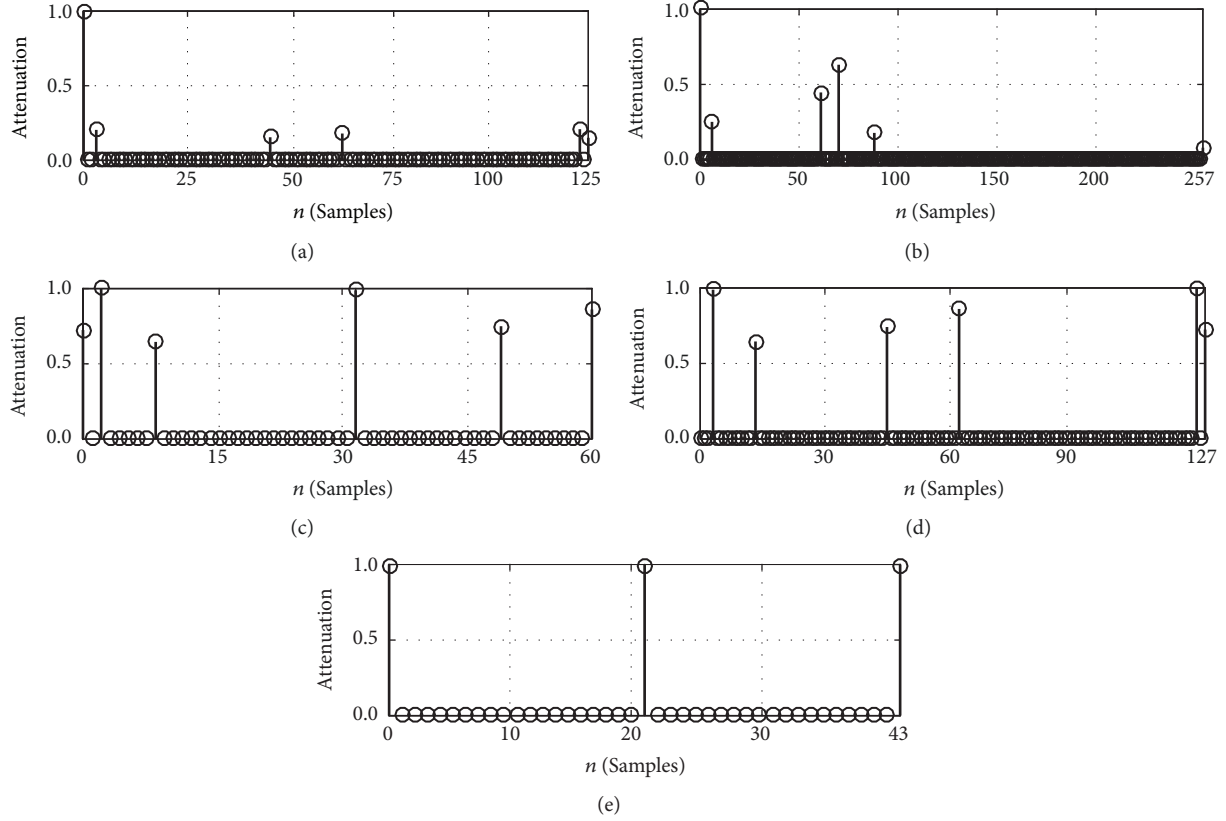 Attenuation
1.0
0.5
0.0
0 25 50 75 100 125
n (Samples)
(a)
Attenuation
1.0
0.5
0.0
0 50 100 150 200 257
n (Samples)
(b)
Attenuation
1.0
0.5
0.0
0 15 30 45 60
n (Samples)
(c)
Attenuation
1.0
0.5
0.0
0 30 60 90 127
n (Samples)
(d)
Attenuation
1.0
0.5
0.0
0 10 20 30 43
n (Samples)
(e)